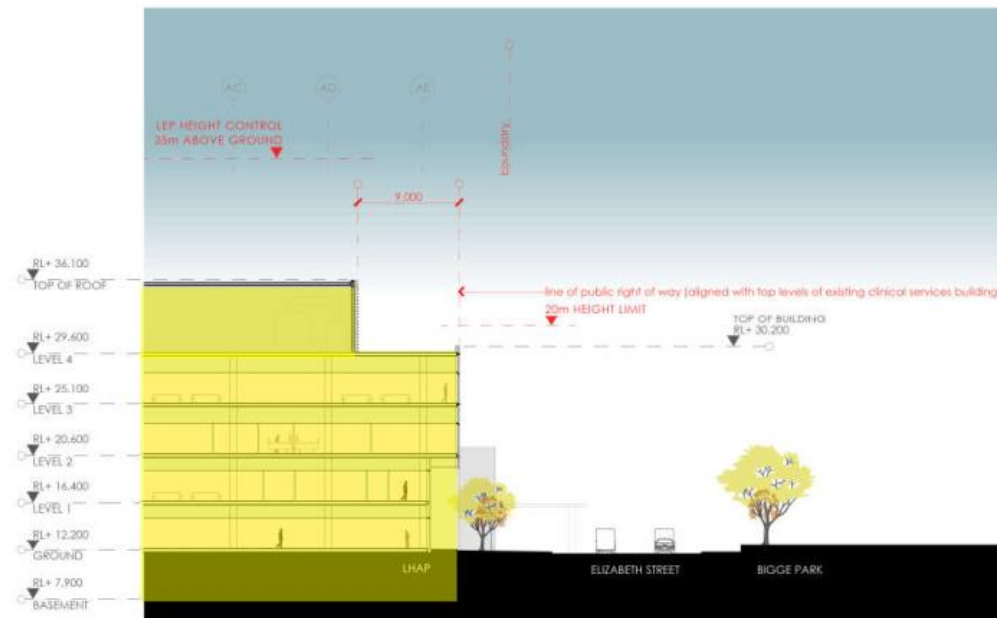 AC
AD
AE
LEP HEIGHT CONTROL
35m ABOVE GROUND
boundary
9,000
RL+ 36.100
TOP OF ROOF
line of public right of way (aligned with top levels of existing clinical services building
20m HEIGHT LIMIT
TOP OF BUILDING
RL+ 30.200
RL+ 29.600
LEVEL 4
RL+ 25.100
LEVEL 3
RL+ 20.600
LEVEL 2
RL+ 16.400
LEVEL 1
RL+ 12.200
GROUND
LHAP
ELIZABETH STREET
BIGGE PARK
RL+ 7.900
BASEMENT